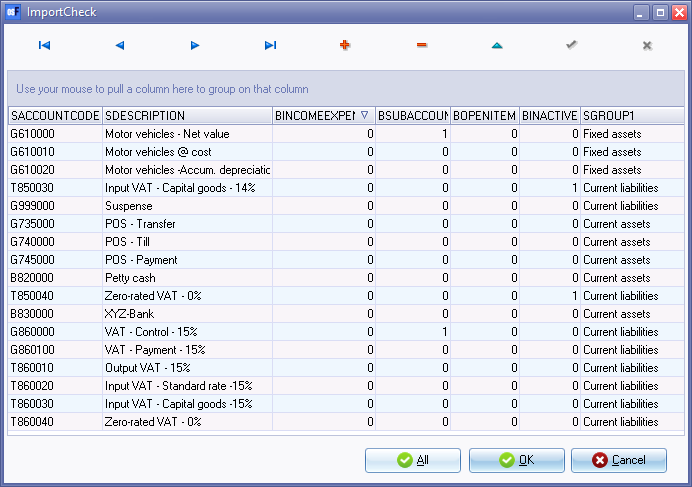 ImportCheck
Use your mouse to pull a column here to group on that column
SACCOUNTCODE SDESCRIPTION BINCOMEEXPEN BSUBACCOUN BOPENITEM BINACTIVE SGROUP1
G610000 Motor vehicles - Net value 0 1 0 0 Fixed assets
G610010 Motor vehicles @ cost 0 0 0 0 Fixed assets
G610020 Motor vehicles -Accum. depreciatio 0 0 0 0 Fixed assets
T850030 Input VAT - Capital goods - 14% 0 0 0 1 Current liabilities
G999000 Suspense 0 0 0 0 Current liabilities
G735000 POS - Transfer 0 0 0 0 Current assets
G740000 POS - Till 0 0 0 0 Current assets
G745000 POS - Payment 0 0 0 0 Current assets
B820000 Petty cash 0 0 0 0 Current assets
T850040 Zero-rated VAT - 0% 0 0 0 1 Current liabilities
B830000 XYZ-Bank 0 0 0 0 Current assets
G860000 VAT - Control - 15% 0 1 0 0 Current liabilities
G860100 VAT - Payment - 15% 0 0 0 0 Current liabilities
T860010 Output VAT - 15% 0 0 0 0 Current liabilities
T860020 Input VAT - Standard rate -15% 0 0 0 0 Current liabilities
T860030 Input VAT - Capital goods -15% 0 0 0 0 Current liabilities
T860040 Zero-rated VAT - 0% 0 0 0 0 Current liabilities
All OK Cancel